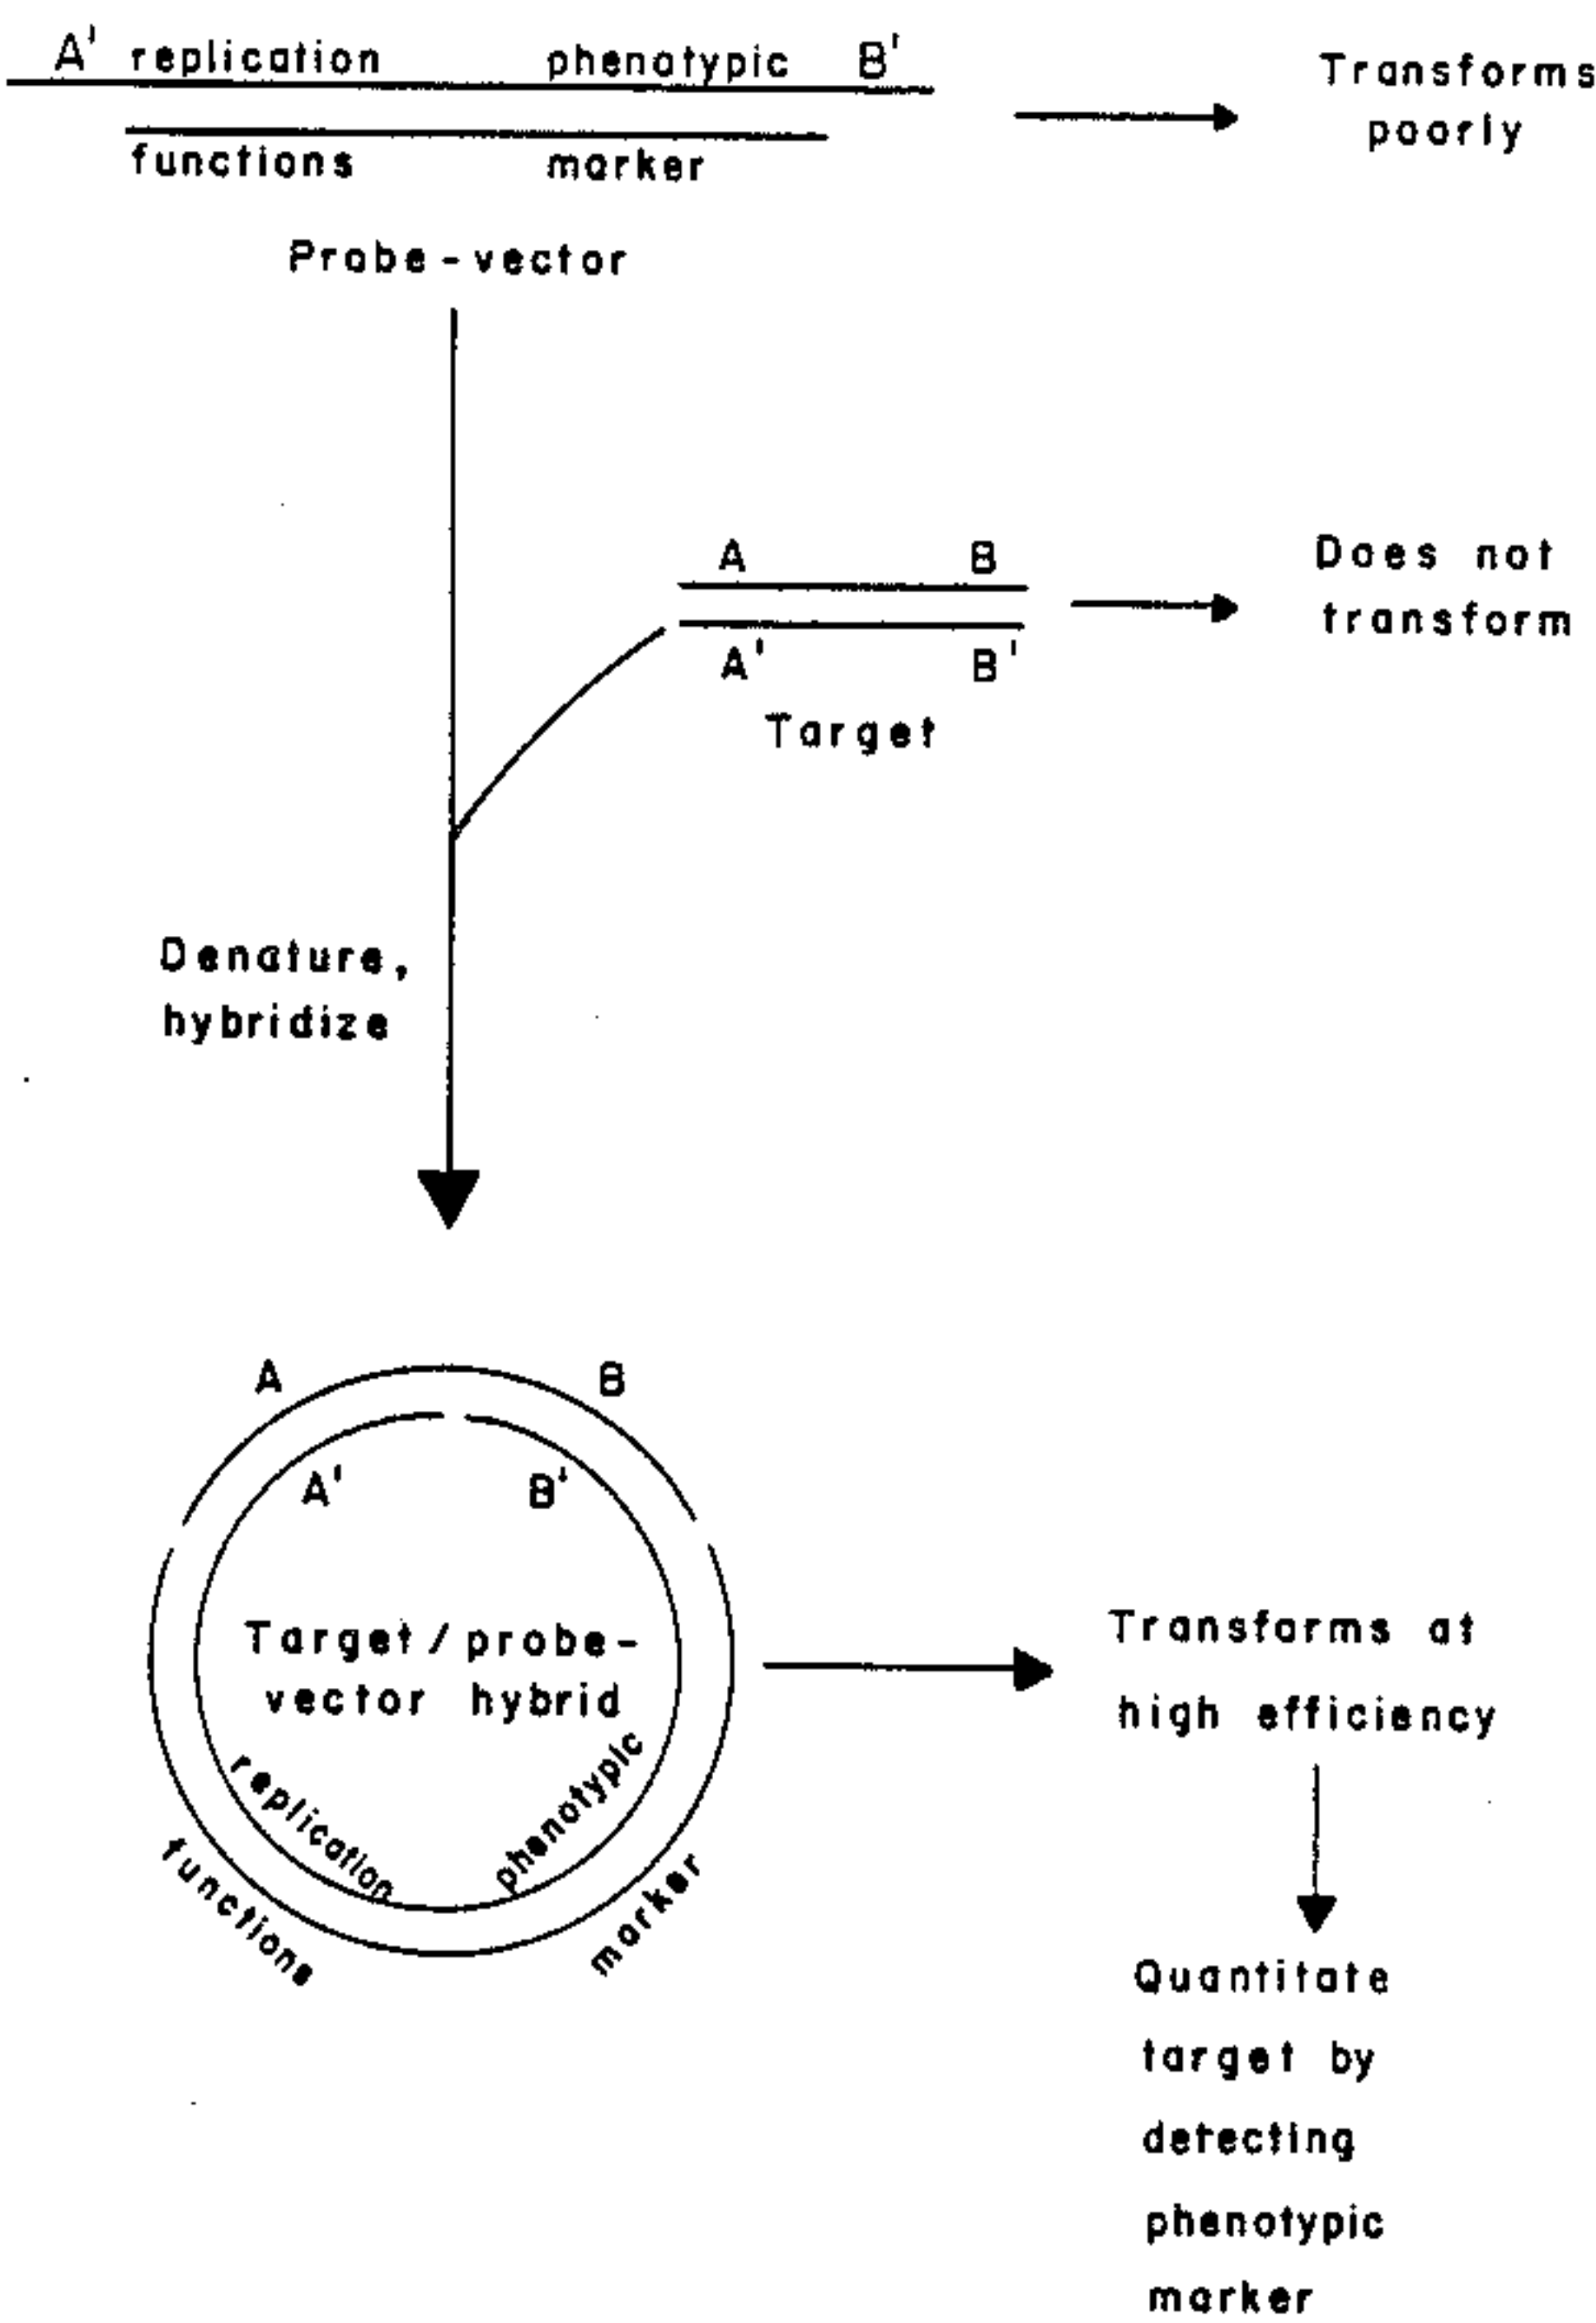 A' replication phenotypic B'
functions marker
Probe-vector
Transforms
poorly
A B
A' B'
Target
Does not
transform
Denature,
hybridize
A B
A' B'
Target/probe-
vector hybrid
replication phenotypic
functions marker
Transforms at
high efficiency
Quantitate
target by
detecting
phenotypic
marker